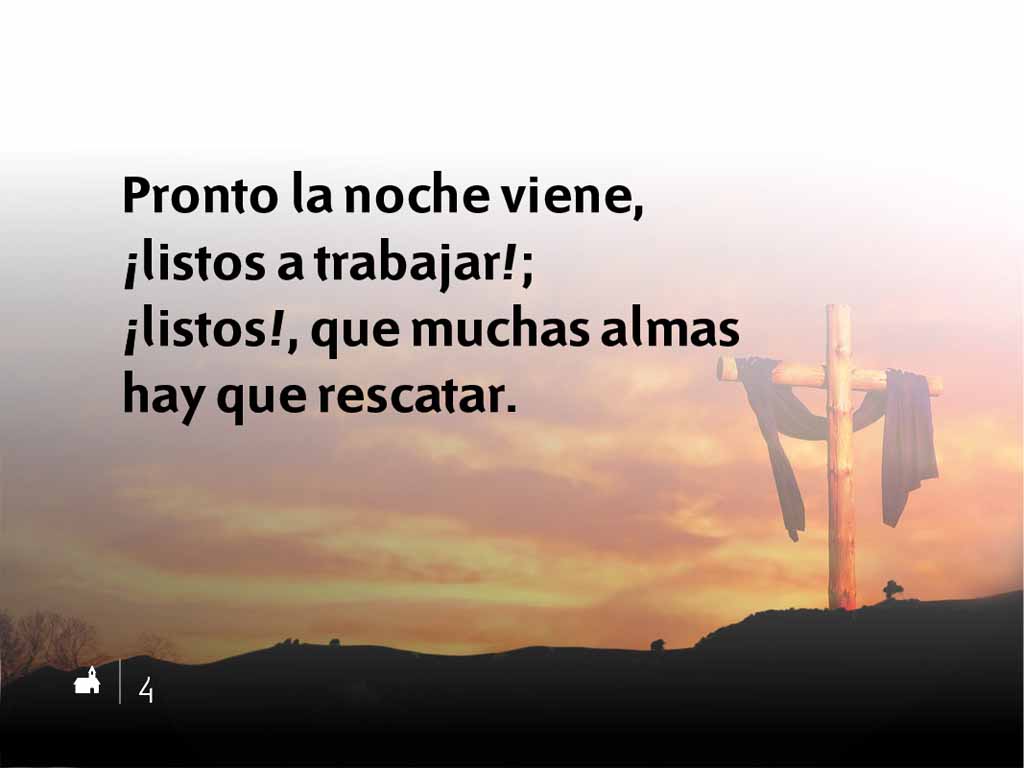 Pronto la noche viene,
¡listos a trabajar!;
¡listos!, que muchas almas
hay que rescatar.
4